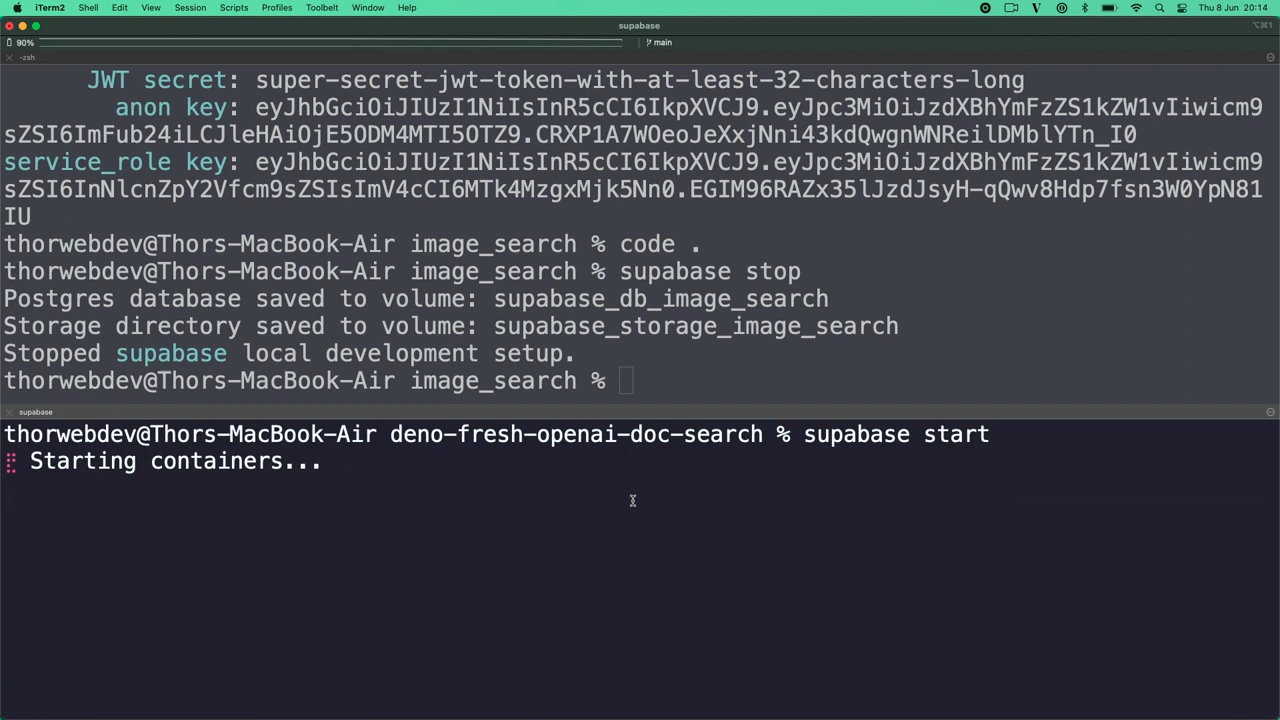 iTerm2 Shell Edit View Session Scripts Profiles Toolbelt Window Help Thu 8 Jun 20:14
supabase ⌥⌘1
90% main
-zsh
JWT secret: super-secret-jwt-token-with-at-least-32-characters-long
anon key: eyJhbGciOiJIUzI1NiIsInR5cCI6IkpXVCJ9.eyJpc3MiOiJzdXBhYmFzZS1kZW1vIiwicm9
sZSI6ImFub24iLCJleHAiOjE5ODM4MTI5OTZ9.CRXP1A7WOeoJeXxjNni43kdQwgnWNReilDMblYTn_I0
service_role key: eyJhbGciOiJIUzI1NiIsInR5cCI6IkpXVCJ9.eyJpc3MiOiJzdXBhYmFzZS1kZW1vIiwicm9
sZSI6InNlcnZpY2Vfcm9sZSIsImV4cCI6MTk4MzgxMjk5Nn0.EGIM96RAZx35lJzdJsyH-qQwv8Hdp7fsn3W0YpN81
IU
thorwebdev@Thors-MacBook-Air image_search % code .
thorwebdev@Thors-MacBook-Air image_search % supabase stop
Postgres database saved to volume: supabase_db_image_search
Storage directory saved to volume: supabase_storage_image_search
Stopped supabase local development setup.
thorwebdev@Thors-MacBook-Air image_search %
supabase
thorwebdev@Thors-MacBook-Air deno-fresh-openai-doc-search % supabase start
Starting containers...